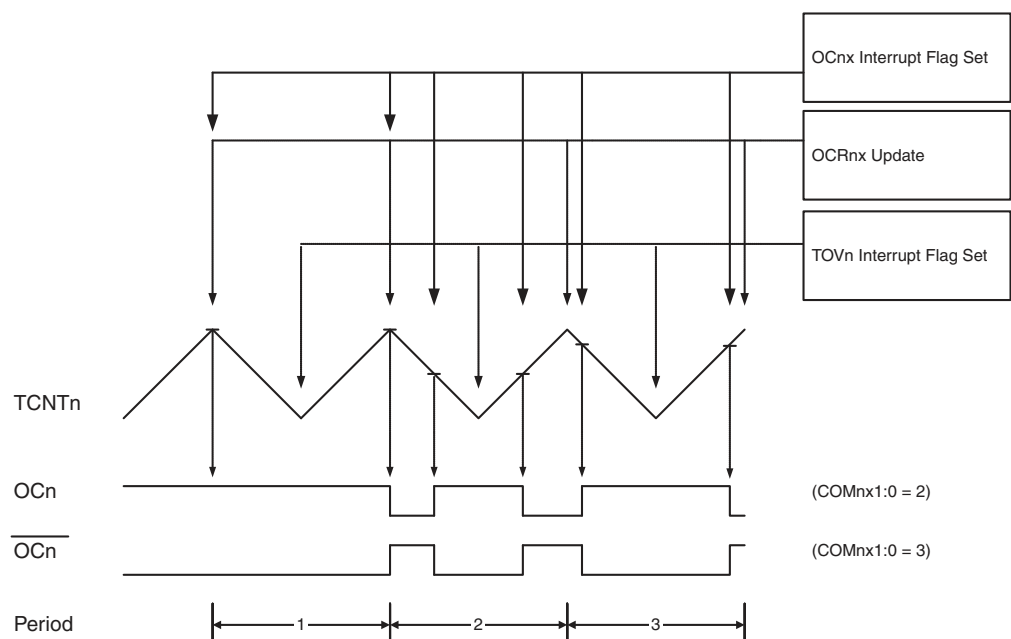 OCnx Interrupt Flag Set
OCRnx Update
TOVn Interrupt Flag Set
TCNTn
OCn (COMnx1:0 = 2)
OCn (COMnx1:0 = 3)
Period 1 2 3